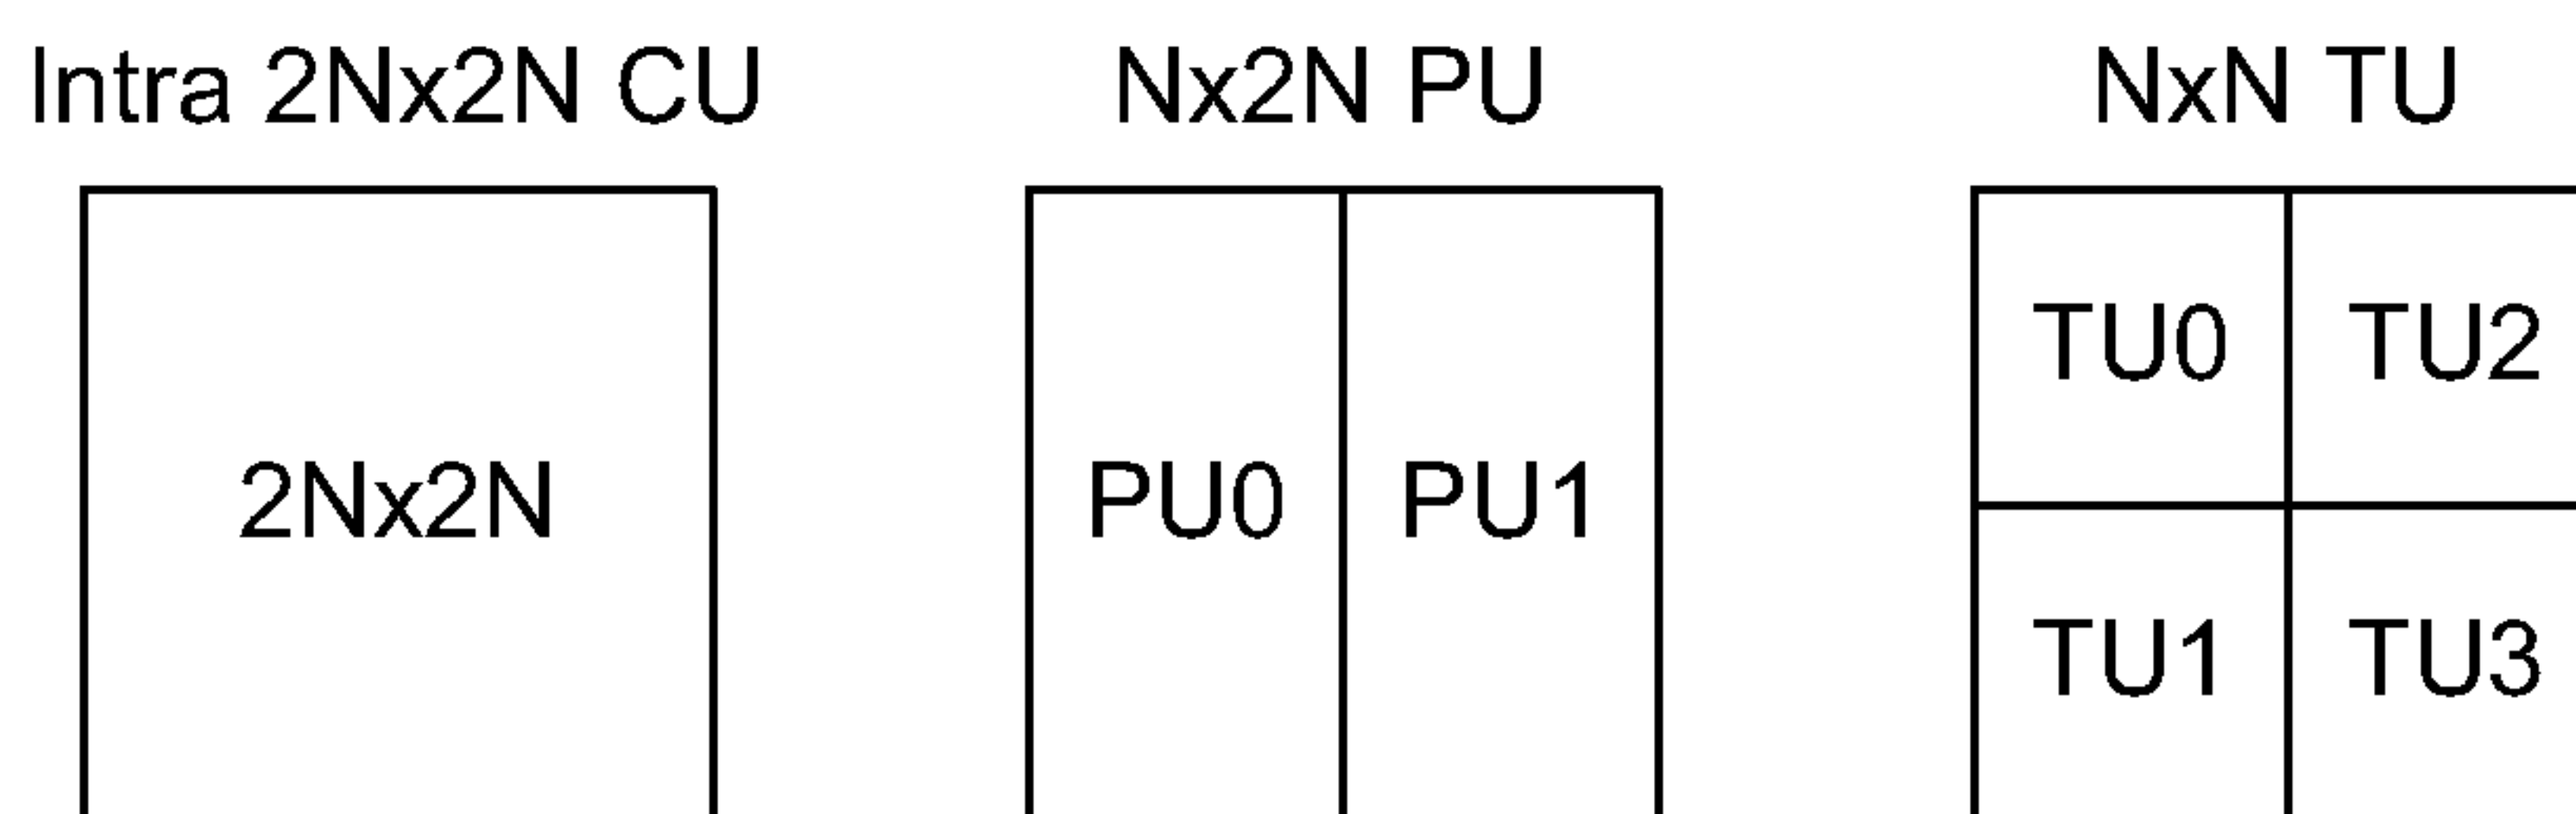 Intra 2Nx2N CU
Nx2N PU
NxN TU
2Nx2N
PU0
PU1
TU0
TU2
TU1
TU3